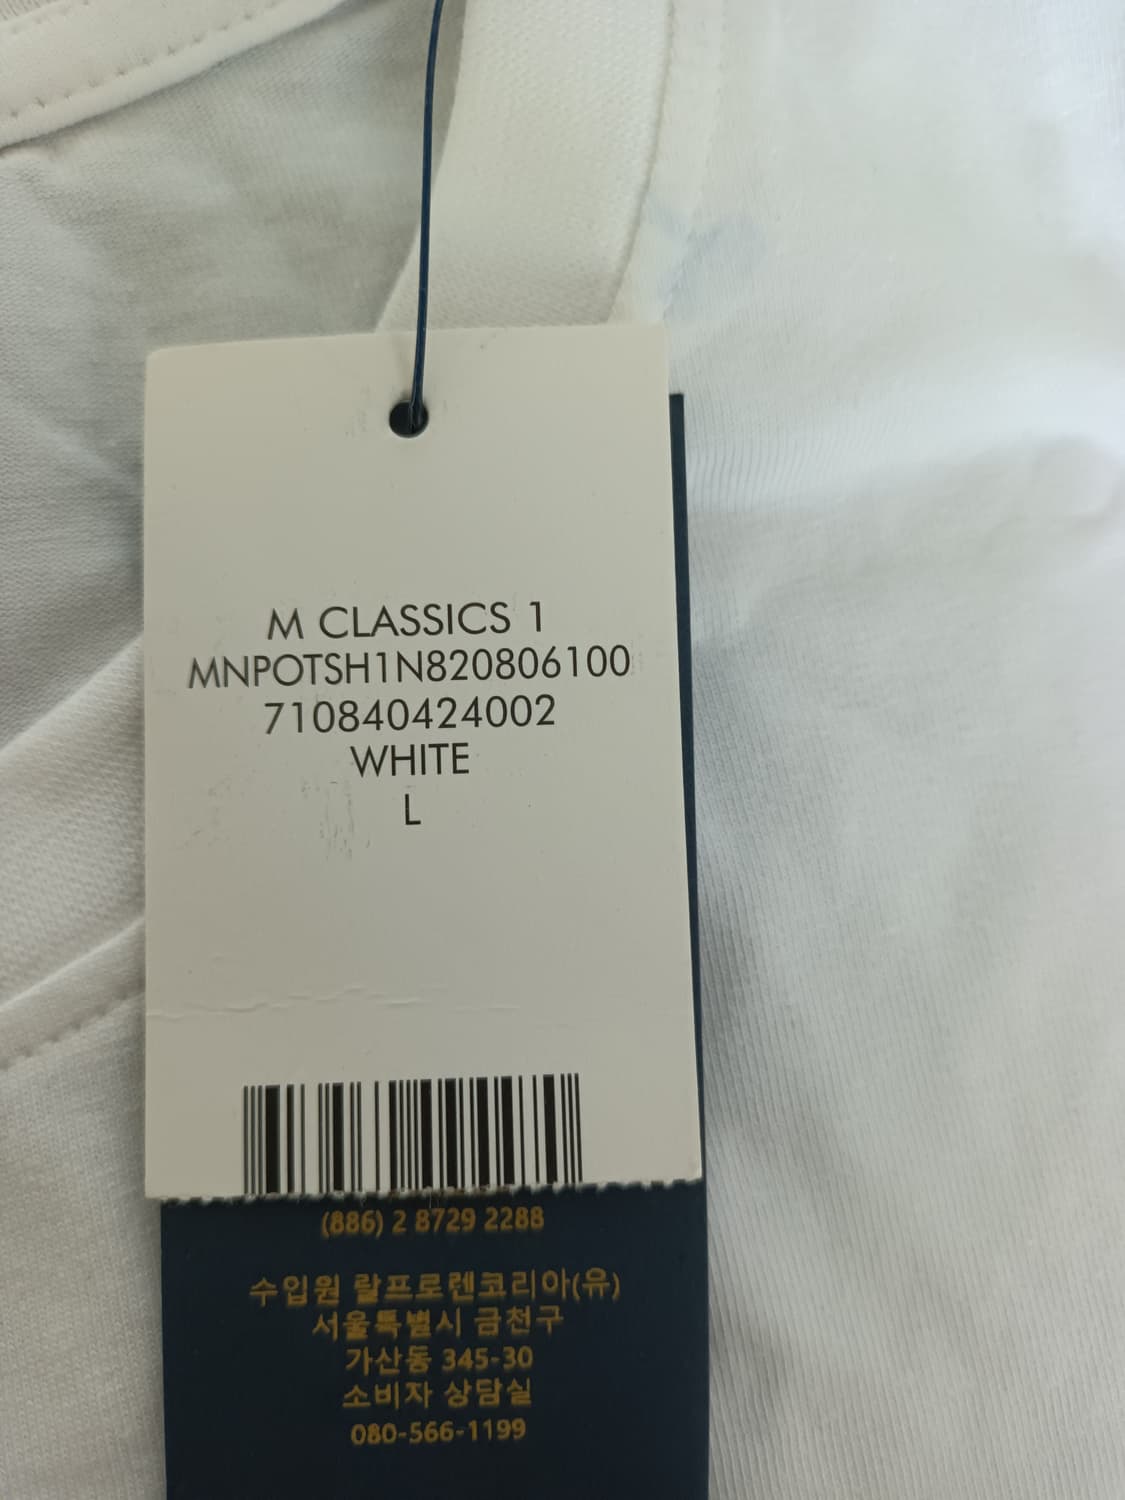 M CLASSICS 1
MNPOTSH1N820806100
710840424002
WHITE
L
(886) 2 8729 2288
수입원 랄프로렌코리아(유)
서울특별시 금천구
가산동 345-30
소비자 상담실
080-566-1199